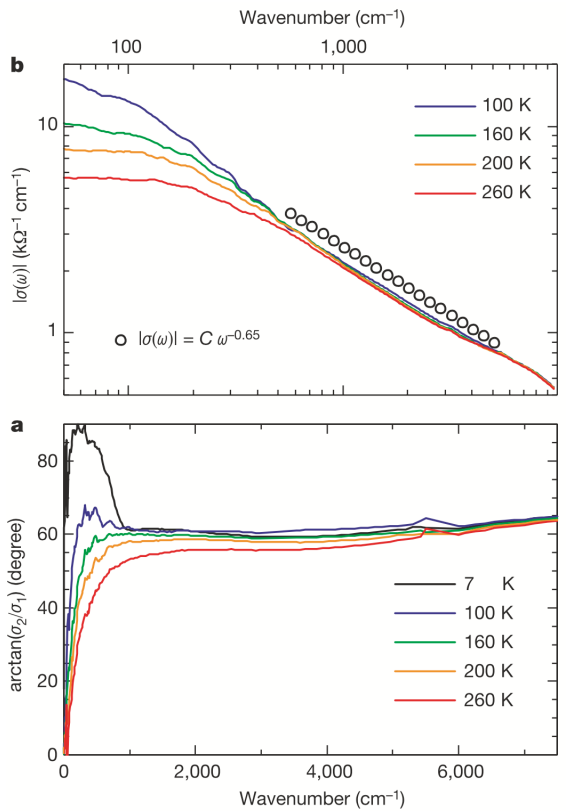 Wavenumber (cm⁻¹)
100 1,000
b
10
1
|σ(ω)| (kΩ⁻¹ cm⁻¹)
100 K
160 K
200 K
260 K
|σ(ω)| = C ω⁻⁰·⁶⁵
a
80
60
40
20
0
arctan(σ₂/σ₁) (degree)
7 K
100 K
160 K
200 K
260 K
0 2,000 4,000 6,000
Wavenumber (cm⁻¹)